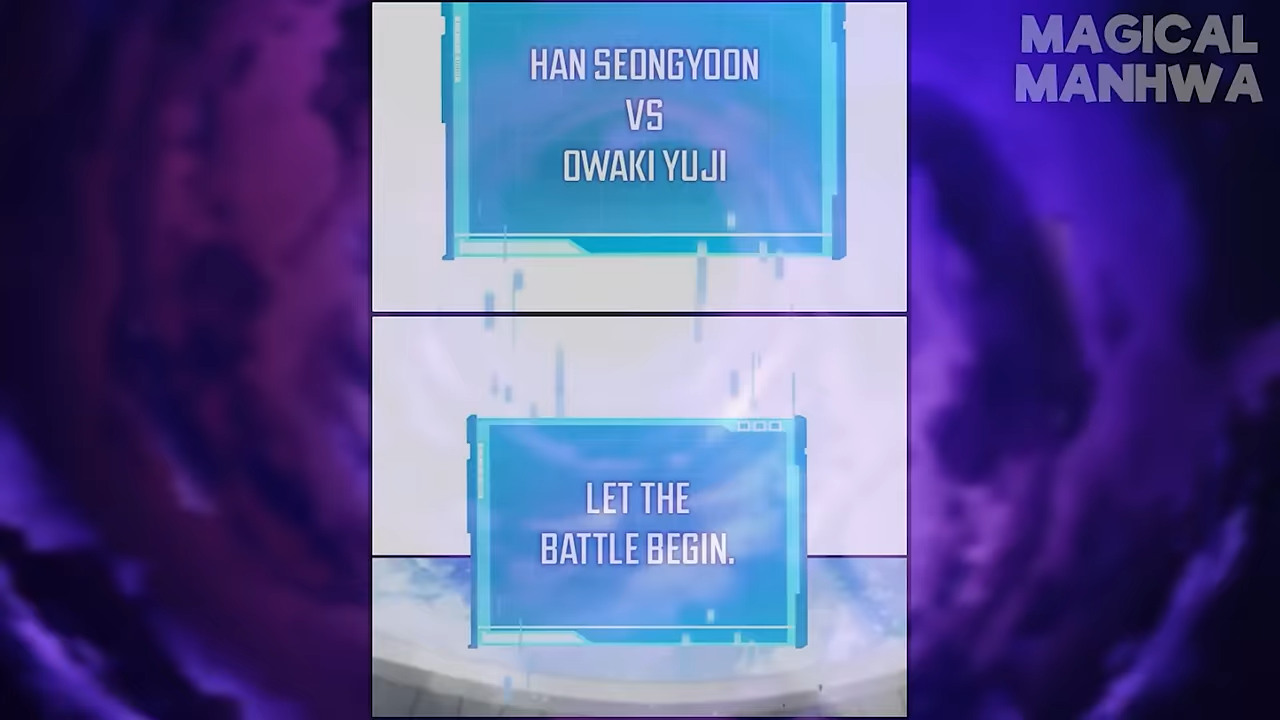 MAGICAL
MANHWA
HAN SEONGYOON
VS
OWAKI YUJI
LET THE
BATTLE BEGIN.